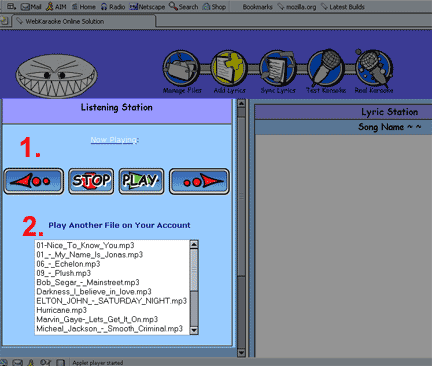 Mail AIM Home Radio Netscape Search Shop Bookmarks mozilla.org Latest Builds
WebKaraoke Online Solution
Manage Files Add Lyrics Sync Lyrics Test Karaoke Real Karaoke
Listening Station
Lyric Station
Song Name ~ ~
1.
Now Playing:
STOP PLAY
2.
Play Another File on Your Account
01-Nice_To_Know_You.mp3
01_-_My_Name_Is_Jonas.mp3
06_-_Echelon.mp3
09_-_Plush.mp3
Bob_Segar_-_Mainstreet.mp3
Darkness_I_believe_in_love.mp3
ELTON_JOHN_-_SATURDAY_NIGHT.mp3
Hurricane.mp3
Marvin_Gaye-_Lets_Get_It_On.mp3
Micheal_Jackson_-_Smooth_Criminal.mp3
Applet player started